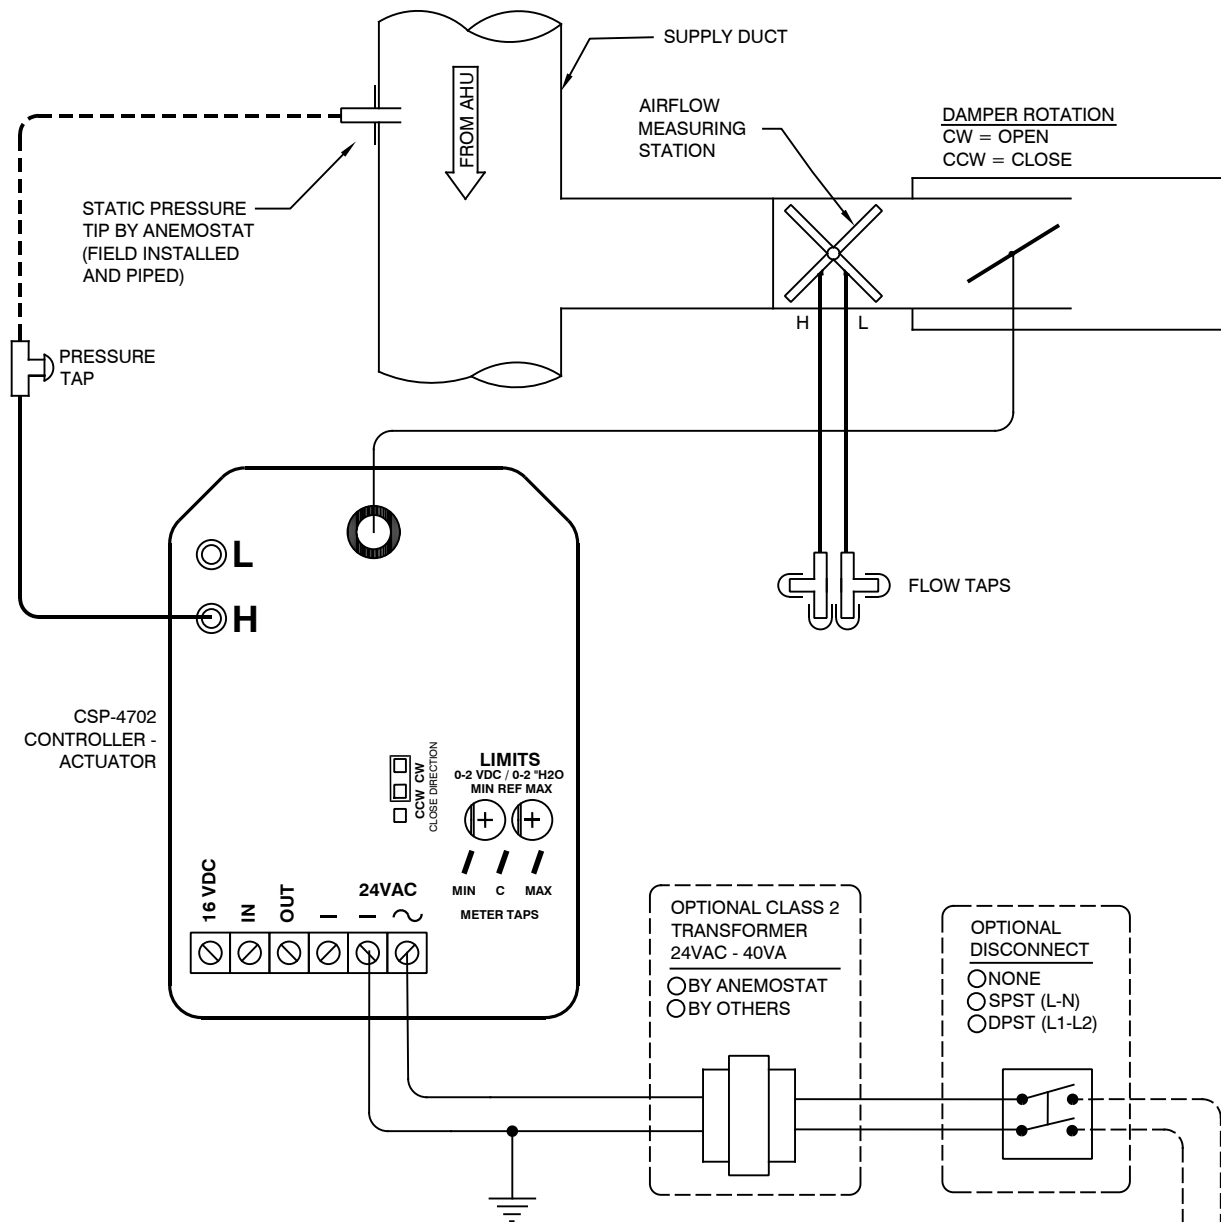 SUPPLY DUCT
FROM AHU
AIRFLOW
MEASURING
STATION
DAMPER ROTATION
CW = OPEN
CCW = CLOSE
STATIC PRESSURE
TIP BY ANEMOSTAT
(FIELD INSTALLED
AND PIPED)
H
L
PRESSURE
TAP
L
H
FLOW TAPS
CSP-4702
CONTROLLER -
ACTUATOR
CCW CW
CLOSE DIRECTION
LIMITS
0-2 VDC / 0-2 "H2O
MIN REF MAX
MIN C MAX
METER TAPS
16 VDC
IN
OUT
24VAC
OPTIONAL CLASS 2
TRANSFORMER
24VAC - 40VA
BY ANEMOSTAT
BY OTHERS
OPTIONAL
DISCONNECT
NONE
SPST (L-N)
DPST (L1-L2)